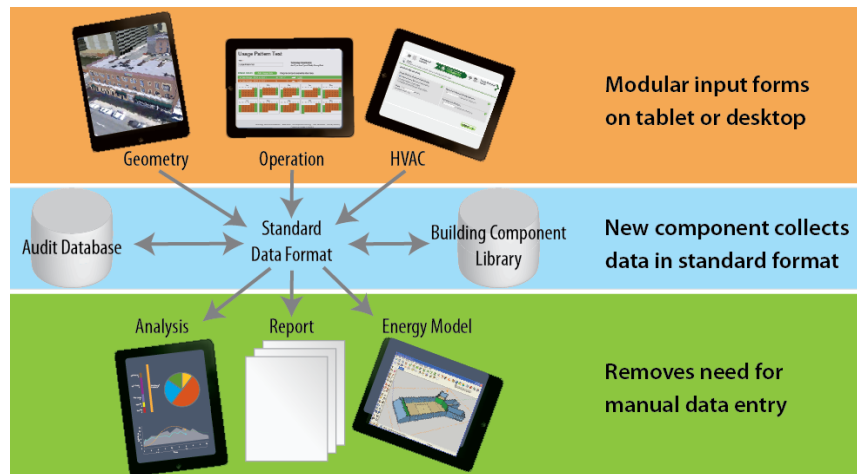 Usage Pattern Test
Modular input forms
on tablet or desktop
Geometry
Operation
HVAC
Audit Database
Standard
Data Format
Building Component
Library
New component collects
data in standard format
Analysis
Report
Energy Model
Removes need for
manual data entry